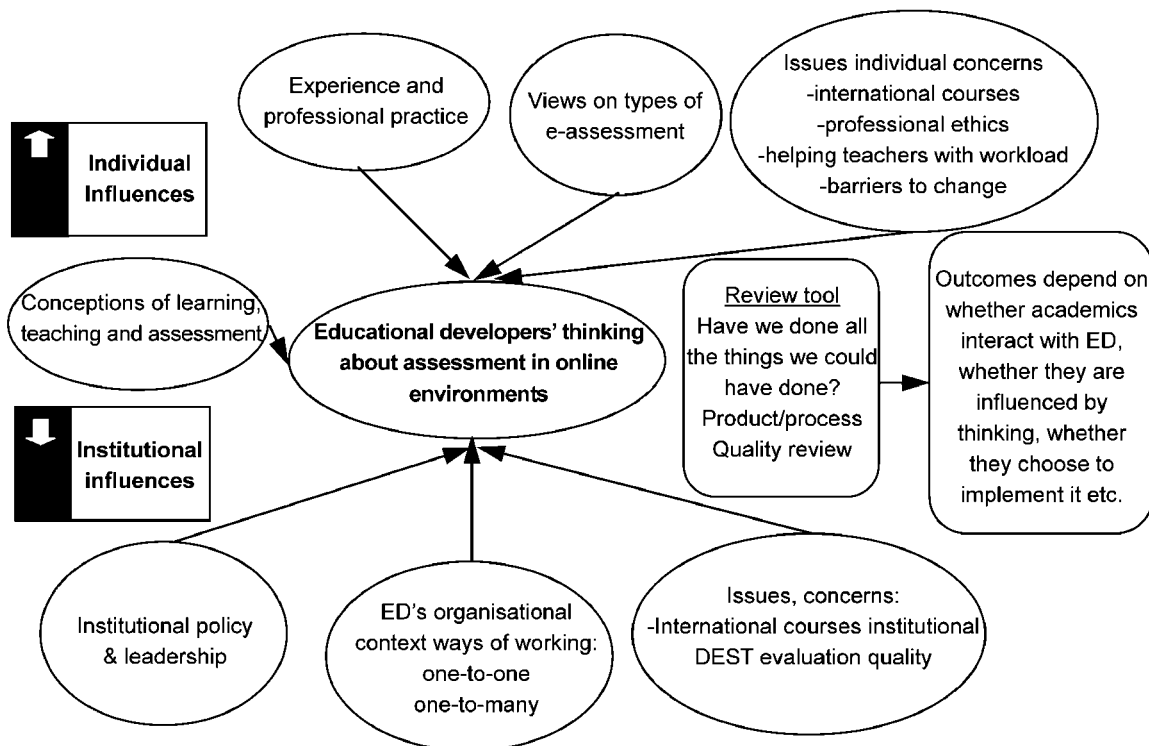 Experience and
professional practice
Views on types of
e-assessment
Issues individual concerns
-international courses
-professional ethics
-helping teachers with workload
-barriers to change
Individual
Influences
Conceptions of learning,
teaching and assessment
Educational developers’ thinking
about assessment in online
environments
Review tool
Have we done all
the things we could
have done?
Product/process
Quality review
Outcomes depend on
whether academics
interact with ED,
whether they are
influenced by
thinking, whether
they choose to
implement it etc.
Institutional
influences
Institutional policy
& leadership
ED’s organisational
context ways of working:
one-to-one
one-to-many
Issues, concerns:
-International courses institutional
DEST evaluation quality